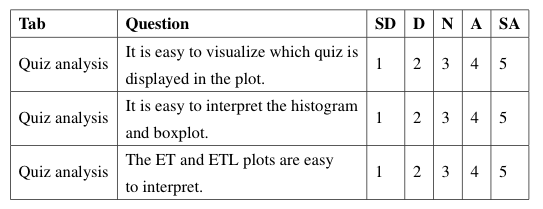 Tab Question SD D N A SA
It is easy to visualize which quiz is
Quiz analysis 1 2 3 4 5
displayed in the plot.
It is easy to interpret the histogram
Quiz analysis 1 2 3 4 5
and boxplot.
The ET and ETL plots are easy
Quiz analysis 1 2 3 4 5
to interpret.